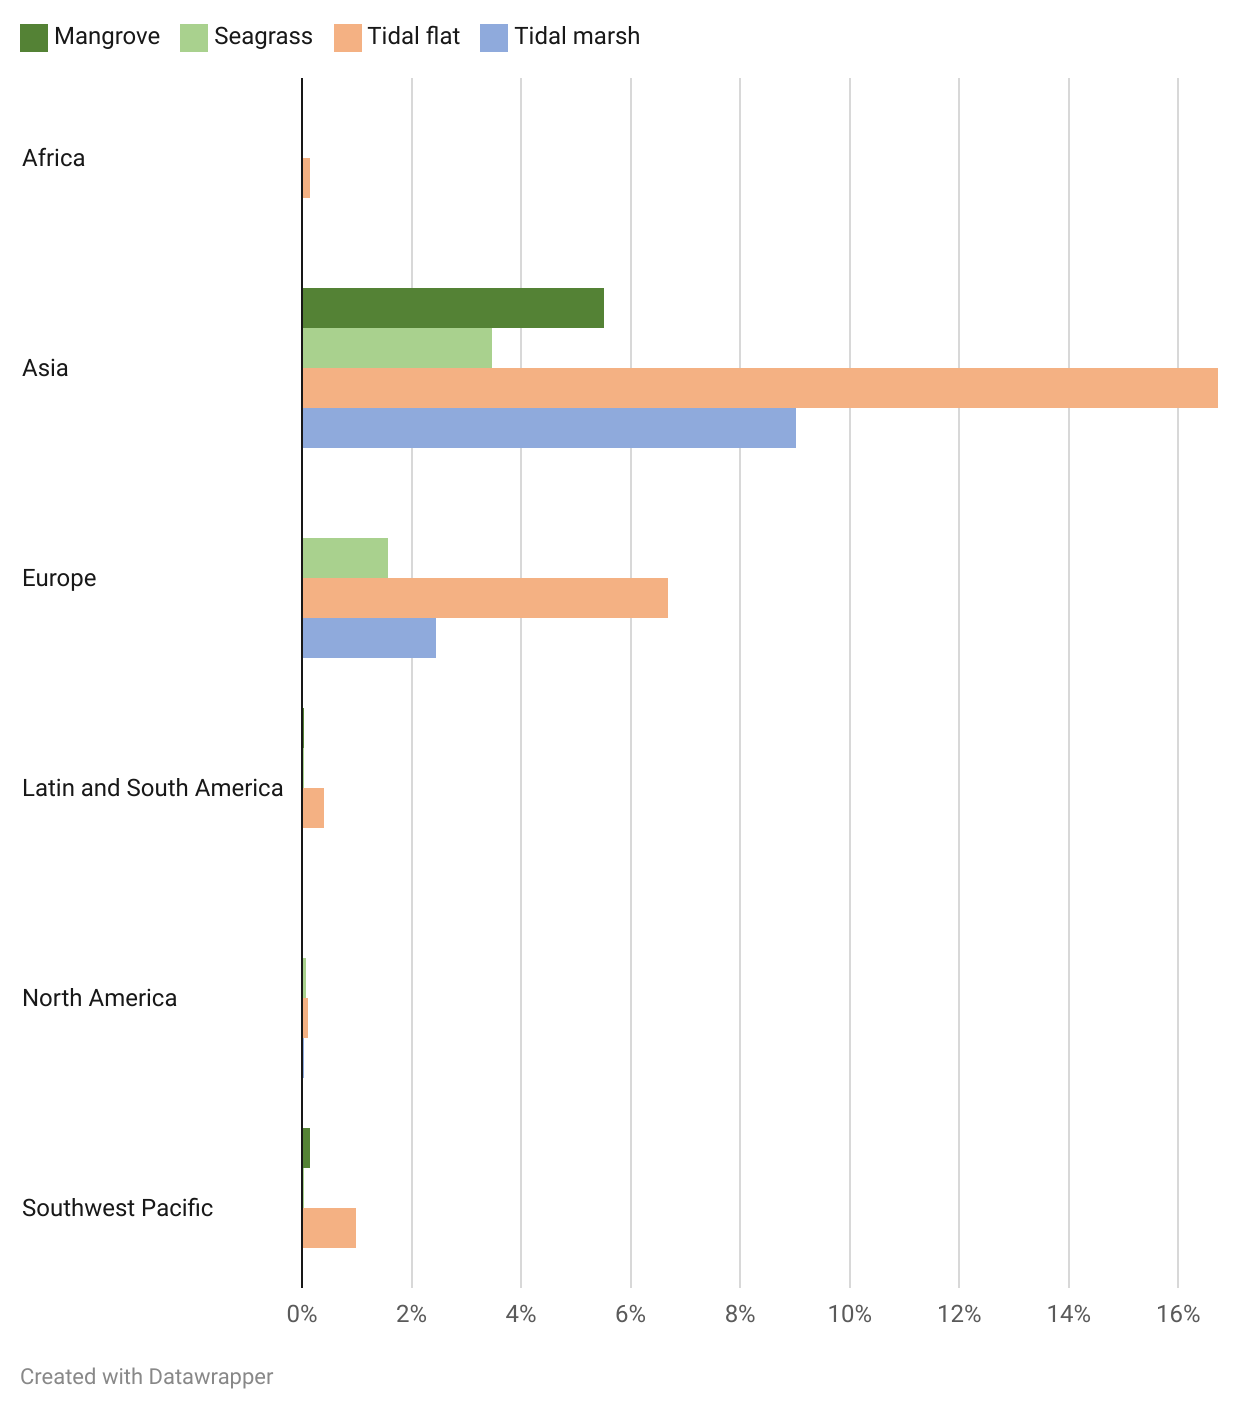 Mangrove Seagrass Tidal flat Tidal marsh
Africa
Asia
Europe
Latin and South America
North America
Southwest Pacific
0% 2% 4% 6% 8% 10% 12% 14% 16%
Created with Datawrapper